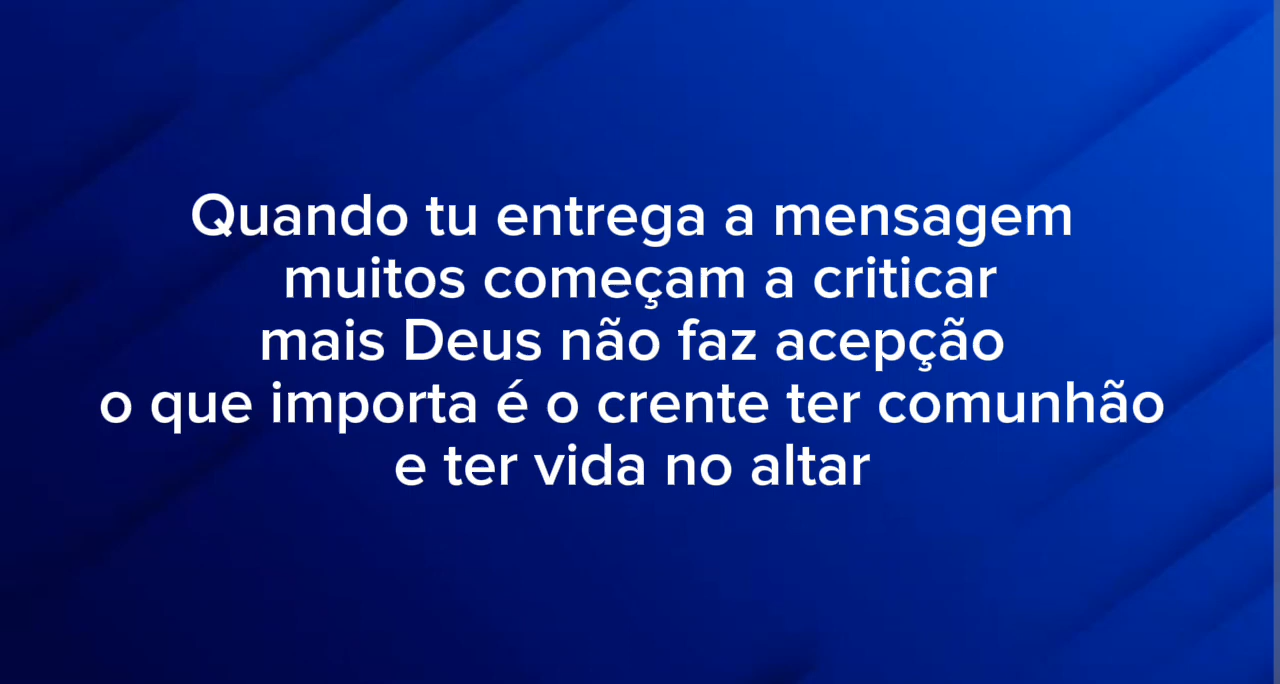 Quando tu entrega a mensagem
muitos começam a criticar
mais Deus não faz acepção
o que importa é o crente ter comunhão
e ter vida no altar